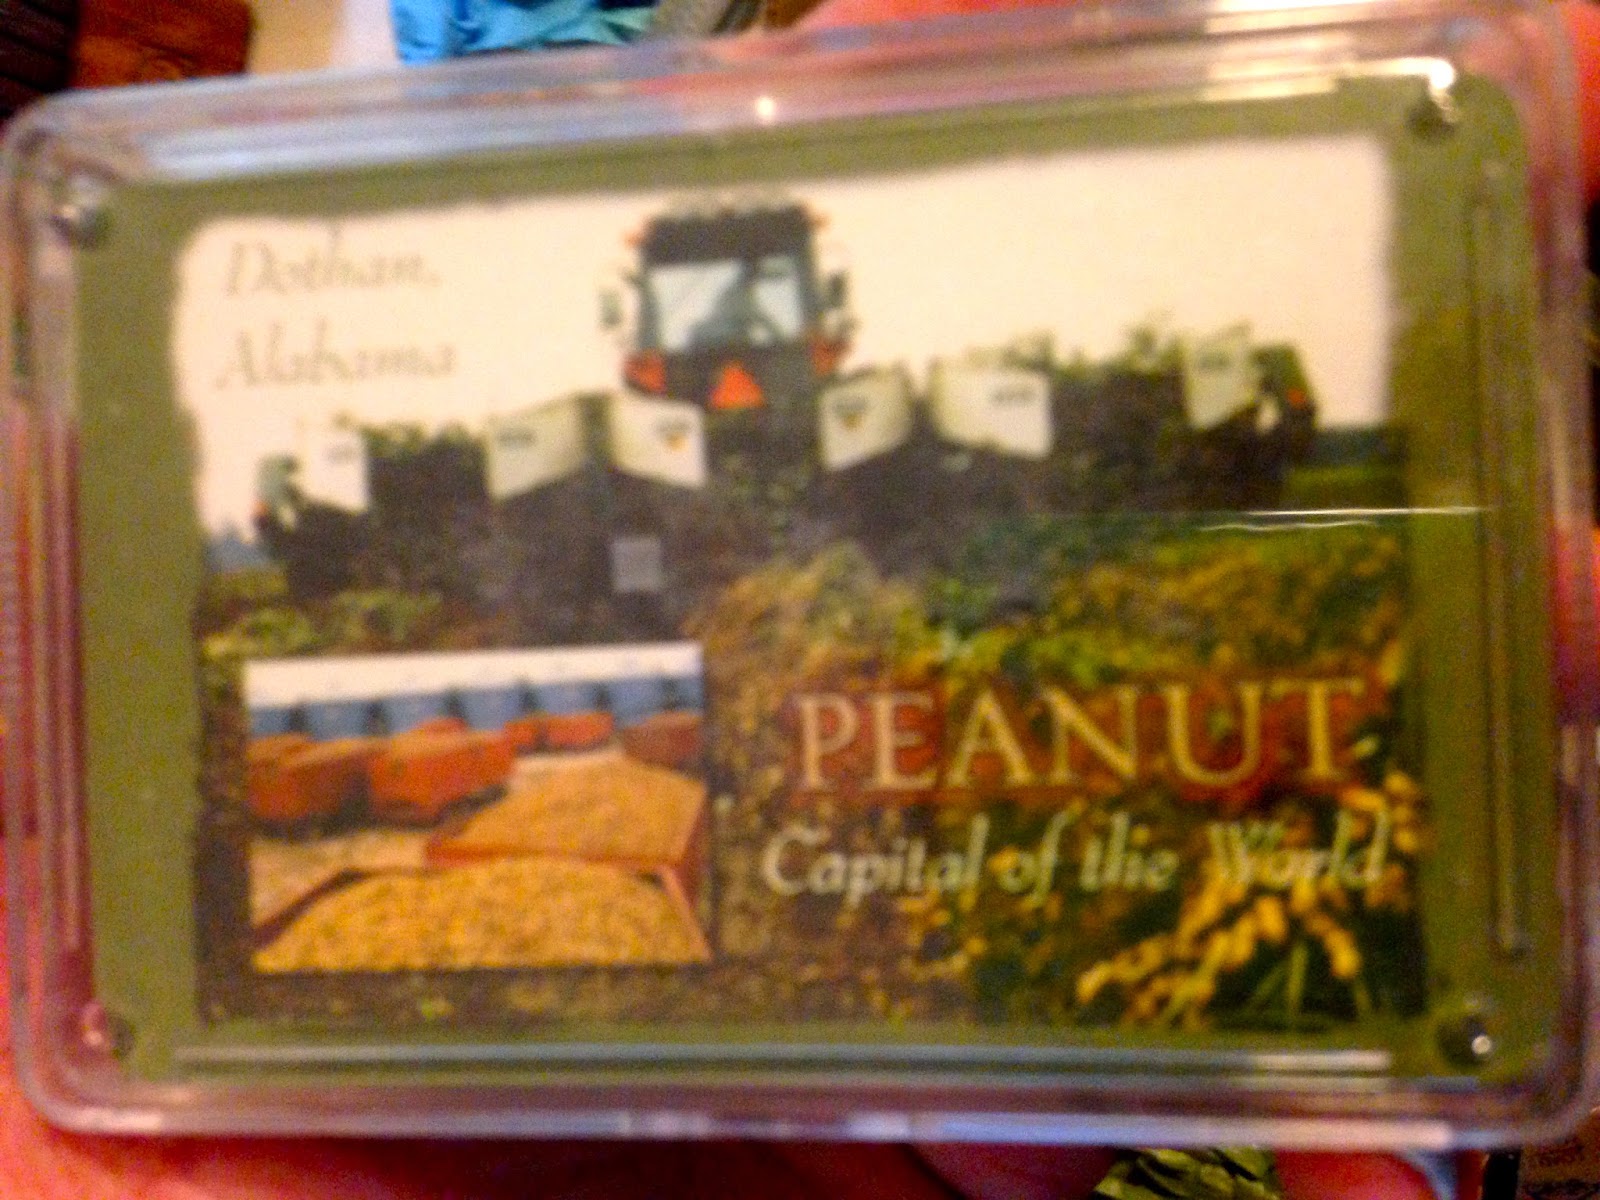 Dothan,
Alabama
PEANUT
Capital of the World